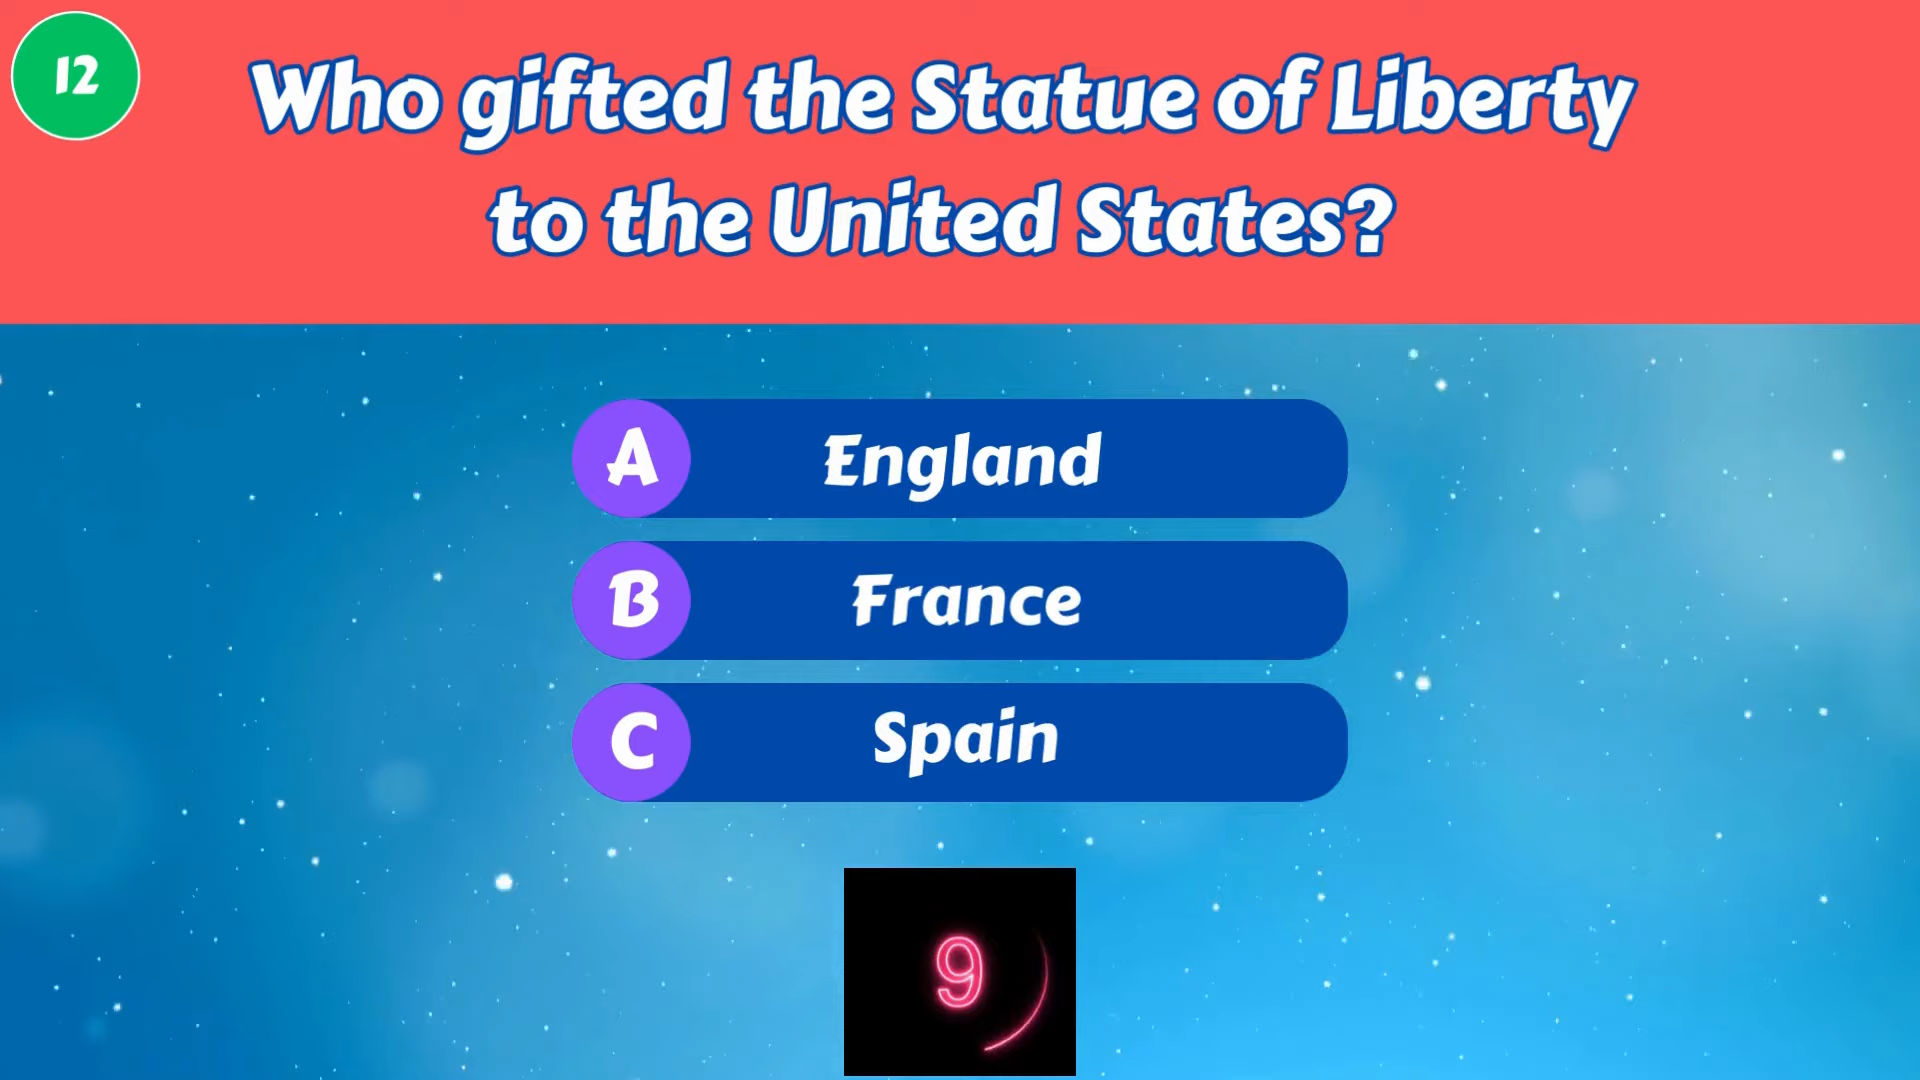 12
Who gifted the Statue of Liberty
to the United States?
A England
B France
C Spain
9